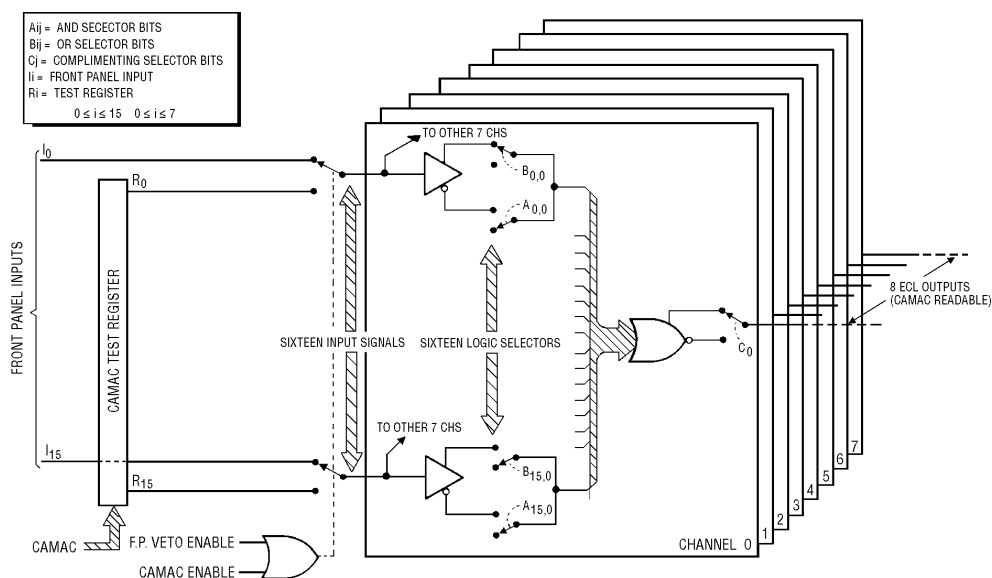 Aij = AND SECECTOR BITS
Bij = OR SELECTOR BITS
Cj = COMPLIMENTING SELECTOR BITS
Ii = FRONT PANEL INPUT
Ri = TEST REGISTER
0 ≤ i ≤ 15 0 ≤ i ≤ 7
TO OTHER 7 CHS
I0
R0
B0,0
A0,0
FRONT PANEL INPUTS
CAMAC TEST REGISTER
SIXTEEN INPUT SIGNALS
SIXTEEN LOGIC SELECTORS
C0
8 ECL OUTPUTS
(CAMAC READABLE)
TO OTHER 7 CHS
I15
R15
B15,0
A15,0
CAMAC
F.P. VETO ENABLE
CAMAC ENABLE
CHANNEL 0
1
2
3
4
5
6
7